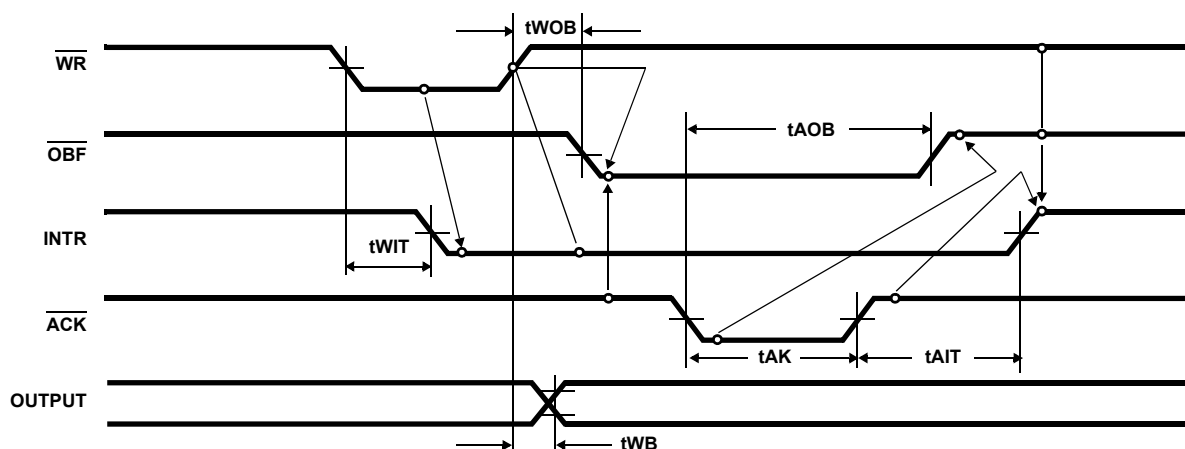 tWOB
WR
OBF
tAOB
INTR
tWIT
ACK
tAK
tAIT
OUTPUT
tWB